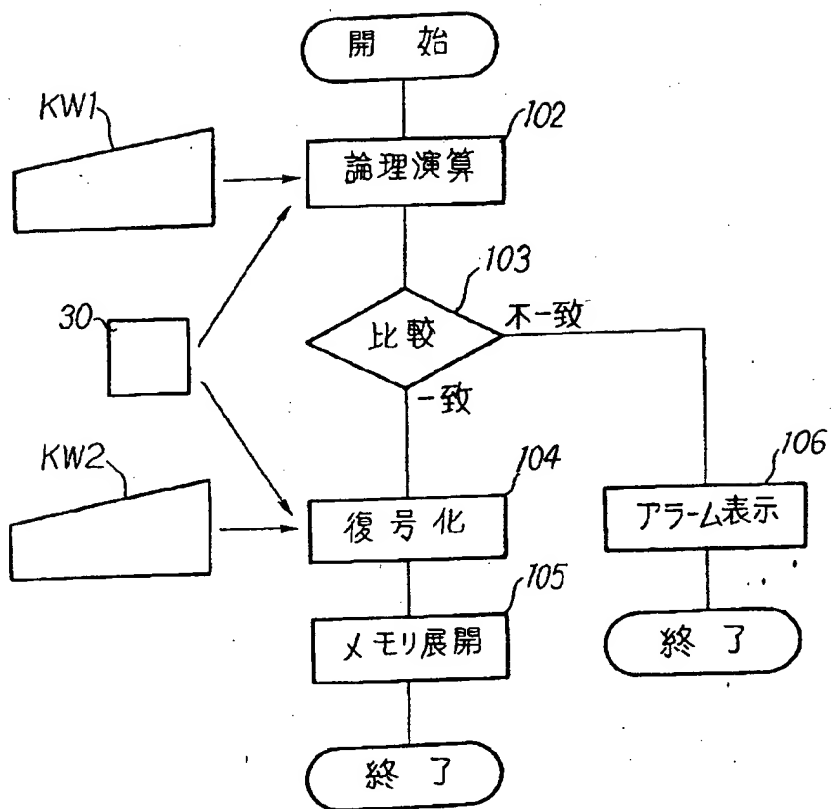 開始
KW1
102
論理演算
103
比較
不一致
30
一致
KW2
104
復号化
106
アラーム表示
105
メモリ展開
終了
終了